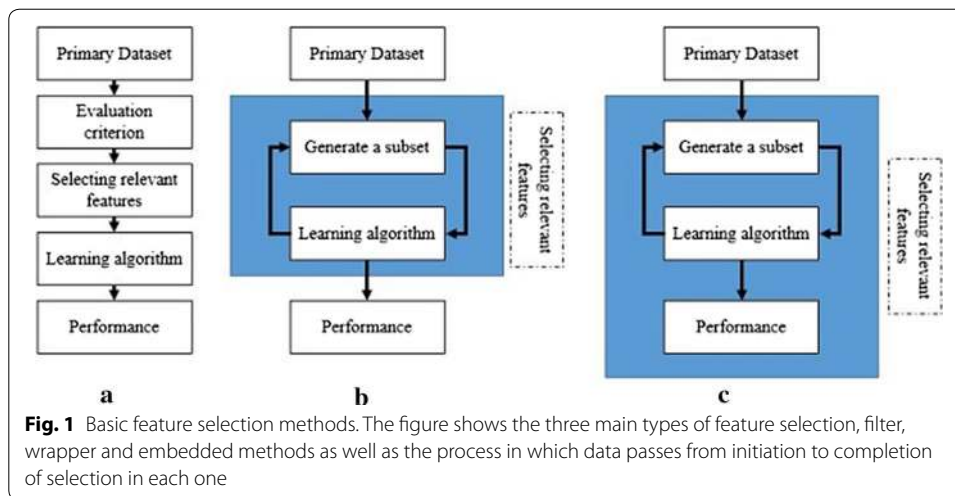 Primary Dataset
Evaluation
criterion
Selecting relevant
features
Learning algorithm
Performance
a
Primary Dataset
Generate a subset
Learning algorithm
Performance
Selecting relevant
features
b
Primary Dataset
Generate a subset
Learning algorithm
Performance
Selecting relevant
features
c
Fig. 1 Basic feature selection methods. The figure shows the three main types of feature selection, filter,
wrapper and embedded methods as well as the process in which data passes from initiation to completion
of selection in each one